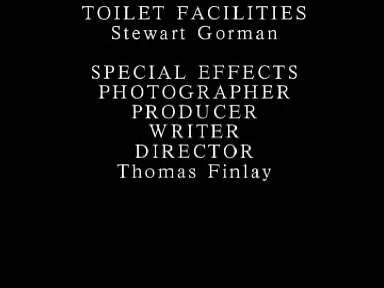 TOILET FACILITIES
Stewart Gorman
SPECIAL EFFECTS
PHOTOGRAPHER
PRODUCER
WRITER
DIRECTOR
Thomas Finlay